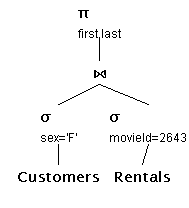 π
first,last
⋈
σ σ
sex='F' movieId=2643
Customers Rentals